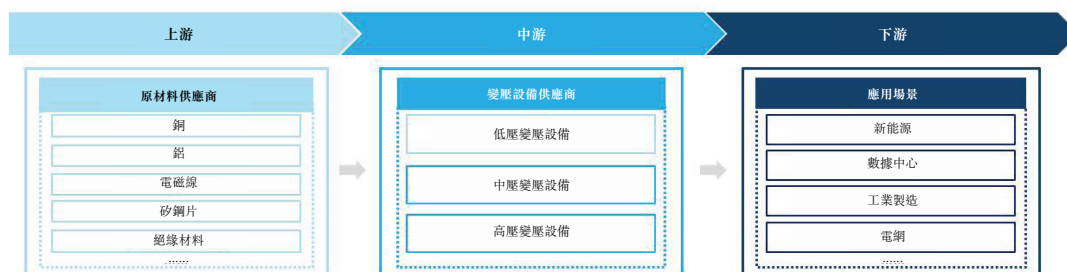 上游
中游
下游
原材料供應商
銅
鋁
電磁線
矽鋼片
絕緣材料
......
變壓設備供應商
低壓變壓設備
中壓變壓設備
高壓變壓設備
應用場景
新能源
數據中心
工業製造
電網
......